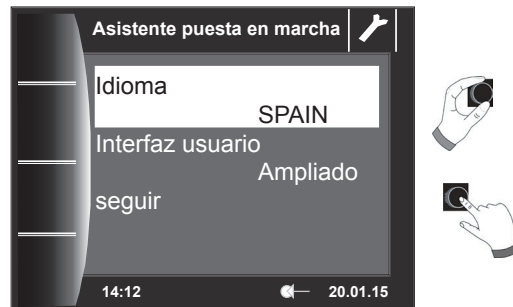 Asistente puesta en marcha
Idioma
SPAIN
Interfaz usuario
Ampliado
seguir
14:12 20.01.15